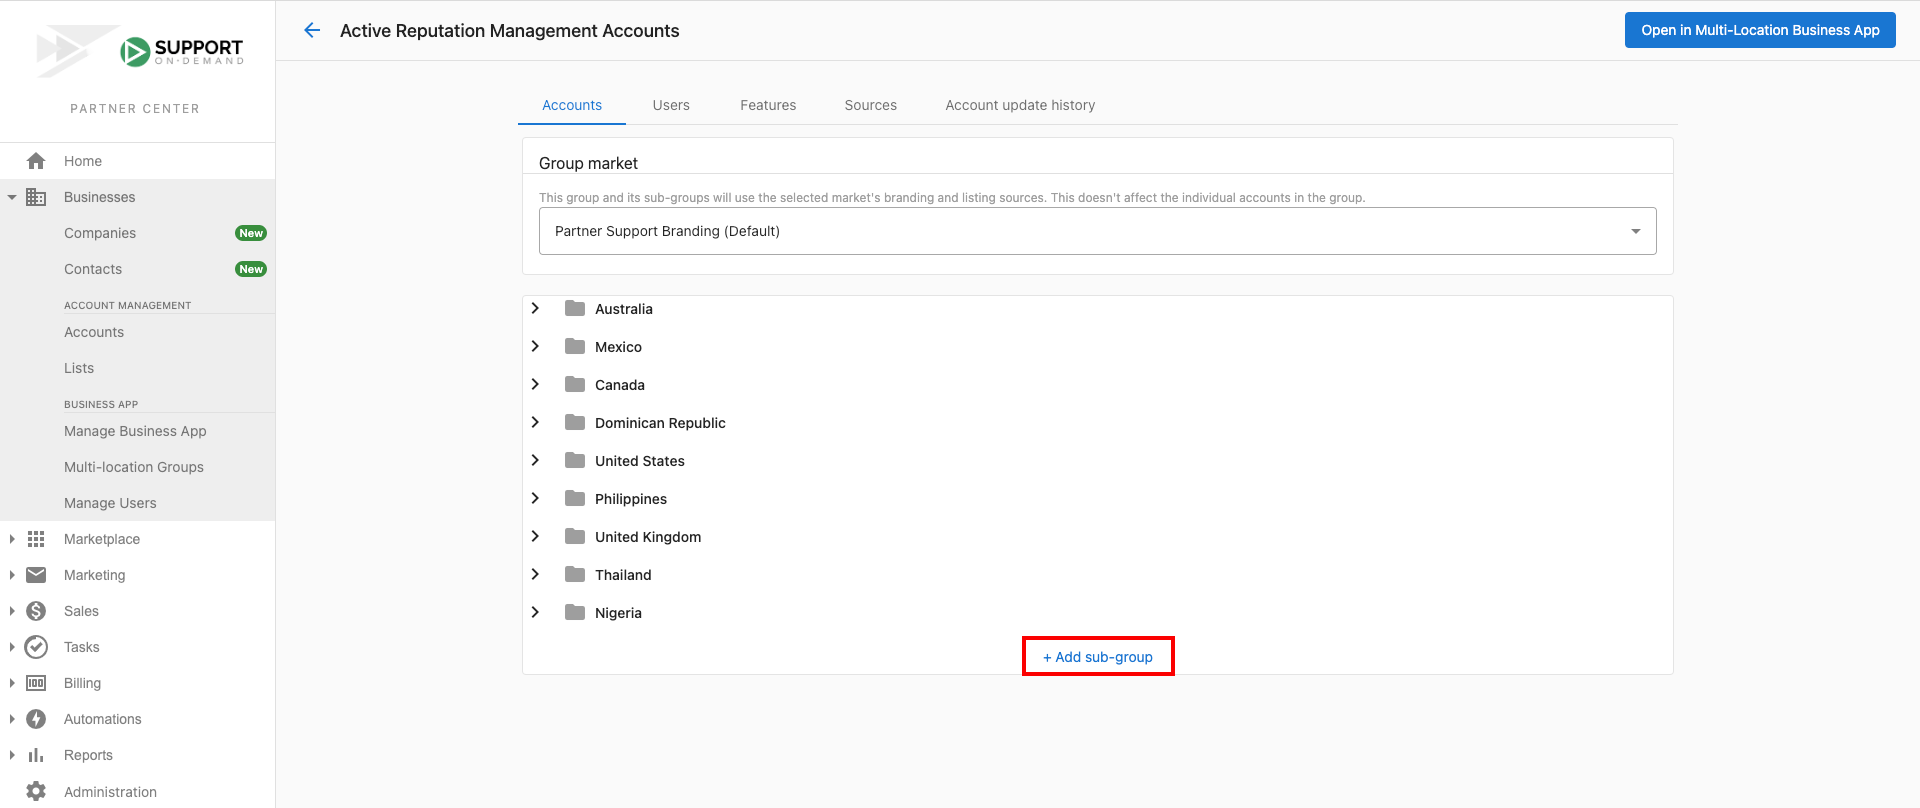 SUPPORT
ON-DEMAND
PARTNER CENTER
Home
Businesses
Companies New
Contacts New
ACCOUNT MANAGEMENT
Accounts
Lists
BUSINESS APP
Manage Business App
Multi-location Groups
Manage Users
Marketplace
Marketing
Sales
Tasks
Billing
Automations
Reports
Administration
Active Reputation Management Accounts
Open in Multi-Location Business App
Accounts Users Features Sources Account update history
Group market
This group and its sub-groups will use the selected market's branding and listing sources. This doesn't affect the individual accounts in the group.
Partner Support Branding (Default)
Australia
Mexico
Canada
Dominican Republic
United States
Philippines
United Kingdom
Thailand
Nigeria
+ Add sub-group